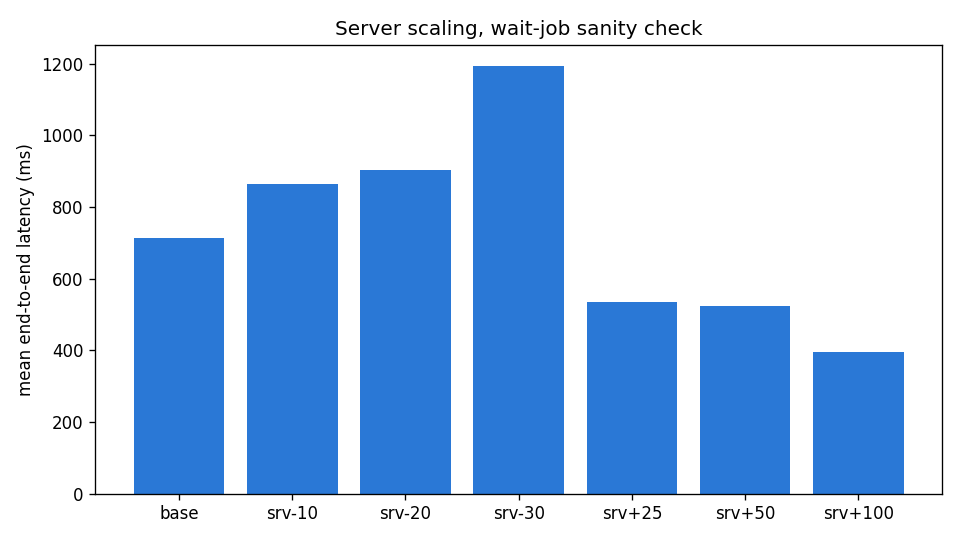 Server scaling, wait-job sanity check
mean end-to-end latency (ms)
1200
1000
800
600
400
200
0
base srv-10 srv-20 srv-30 srv+25 srv+50 srv+100